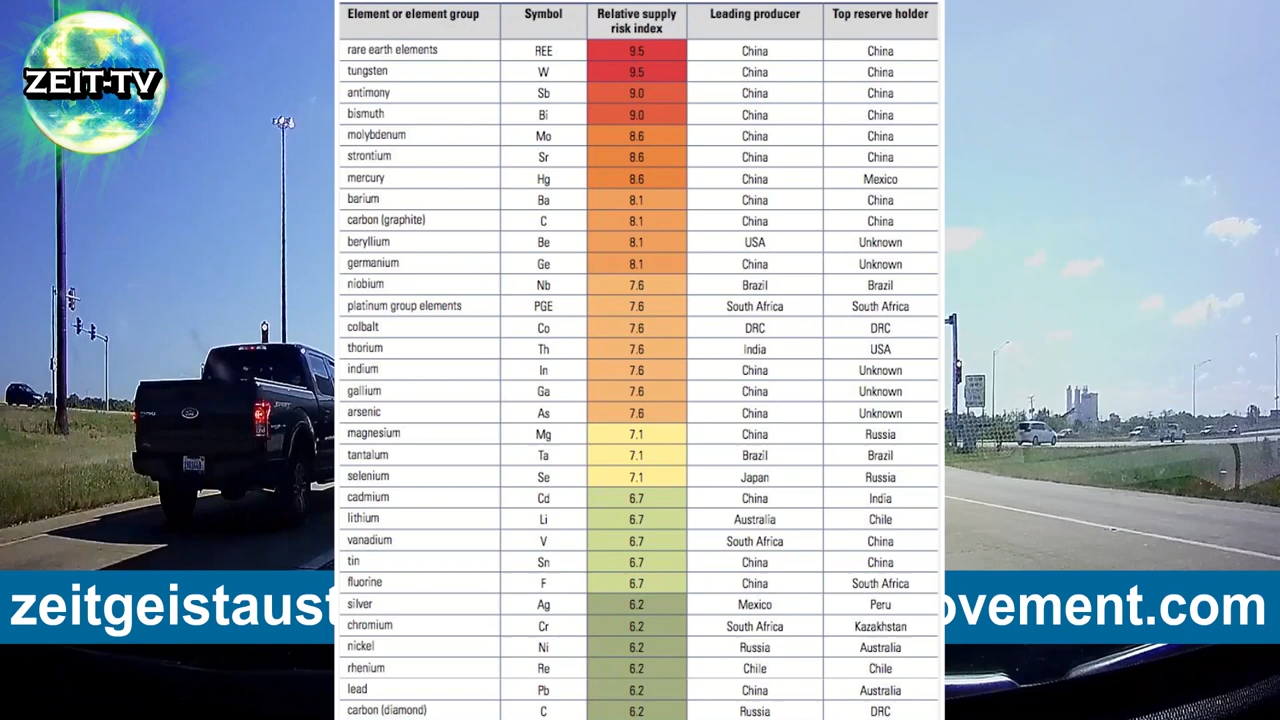 ZEIT-TV
Element or element group Symbol Relative supply risk index Leading producer Top reserve holder
rare earth elements REE 9.5 China China
tungsten W 9.5 China China
antimony Sb 9.0 China China
bismuth Bi 9.0 China China
molybdenum Mo 8.6 China China
strontium Sr 8.6 China China
mercury Hg 8.6 China Mexico
barium Ba 8.1 China China
carbon (graphite) C 8.1 China China
beryllium Be 8.1 USA Unknown
germanium Ge 8.1 China Unknown
niobium Nb 7.6 Brazil Brazil
platinum group elements PGE 7.6 South Africa South Africa
colbalt Co 7.6 DRC DRC
thorium Th 7.6 India USA
indium In 7.6 China Unknown
gallium Ga 7.6 China Unknown
arsenic As 7.6 China Unknown
magnesium Mg 7.1 China Russia
tantalum Ta 7.1 Brazil Brazil
selenium Se 7.1 Japan Russia
cadmium Cd 6.7 China India
lithium Li 6.7 Australia Chile
vanadium V 6.7 South Africa China
tin Sn 6.7 China China
fluorine F 6.7 China South Africa
silver Ag 6.2 Mexico Peru
chromium Cr 6.2 South Africa Kazakhstan
nickel Ni 6.2 Russia Australia
rhenium Re 6.2 Chile Chile
lead Pb 6.2 China Australia
carbon (diamond) C 6.2 Russia DRC
zeitgeistaust ovement.com